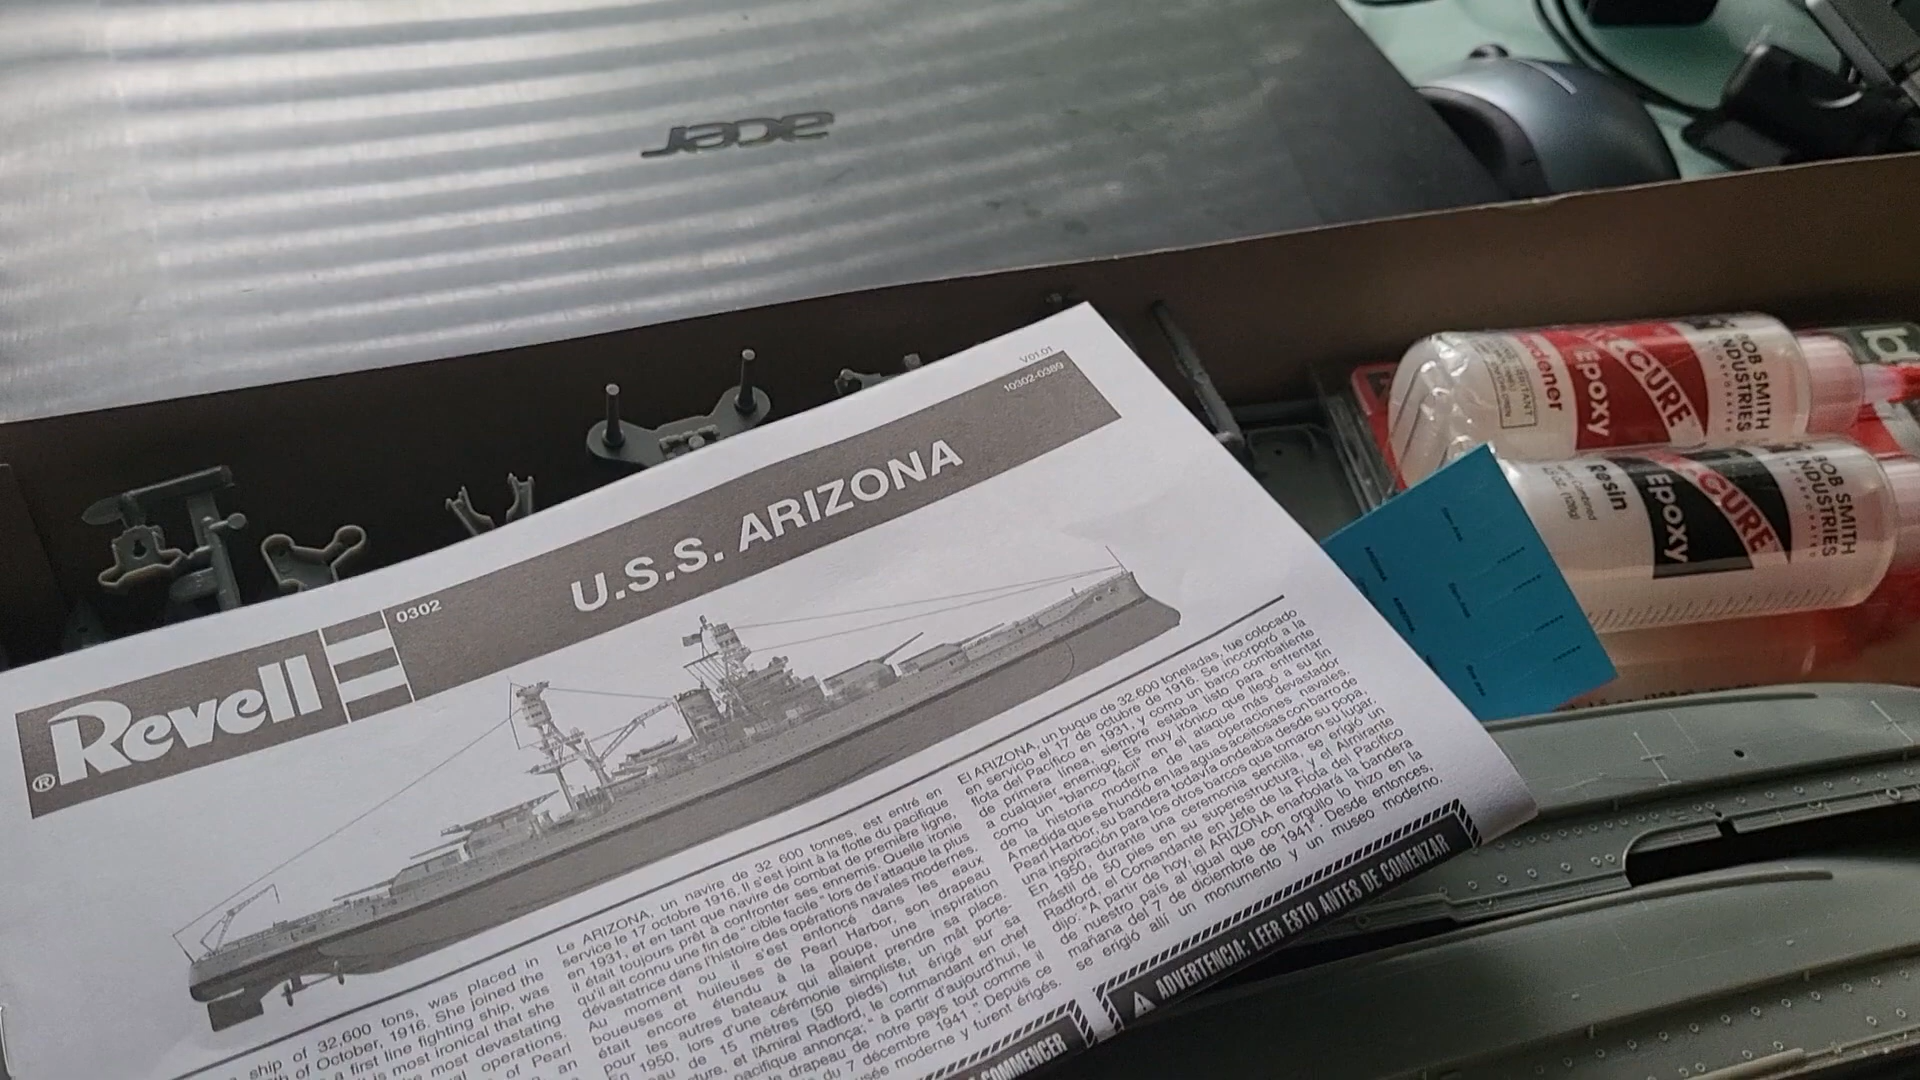 acer
V01.01
10302-0389
0302
U.S.S. ARIZONA
Revell
®
ship of 32,600 tons, was placed in
of October, 1916. She joined the
a first line fighting ship, was
is most ironical that she
most devastating
operations,
of Pearl
an
Le ARIZONA, un navire de 32 600 tonnes, est entré en
service le 17 octobre 1916. Il s'est joint à la flotte du pacifique
en 1931, et en tant que navire de combat de première ligne,
il était toujours prêt à confronter ses ennemis. Quelle ironie
qu'il ait connu une fin de " cible facile " lors de l'attaque la plus
dévastatrice dans l'histoire des opérations navales modernes.
Au moment où il s'est enfoncé dans les eaux
boueuses et huileuses de Pearl Harbor, son drapeau
était encore étendu à la poupe, une inspiration
pour les autres bateaux qui allaient prendre sa place.
En 1950, lors d'une cérémonie simpliste, un mât porte-
de 15 mètres (50 pieds) fut érigé sur sa
et l'Amiral Radford, le commandant en chef
pacifique annonça: " à partir d'aujourd'hui, le
drapeau de notre pays, tout comme il
du 7 décembre 1941 ." Depuis ce
moderne y furent érigés.
COMMENCER
El ARIZONA, un buque de 32,600 toneladas, fue colocado
en servicio el 17 de octubre de 1916. Se incorporó a la
flota del Pacífico en 1931, y como un barco combatiente
de primera línea, siempre estaba listo para enfrentar
a cualquier enemigo. Es muy irónico que llegó a su fin
como un "blanco fácil" en el ataque más devastador
de la historia moderna de las operaciones navales.
A medida que se hundió en las aguas aceitosas con barro de
Pearl Harbor, su bandera todavía ondeaba desde su popa,
una inspiración para los otros barcos que tomaron su lugar.
En 1950, durante una ceremonia sencilla, se erigió un
mástil de 50 pies en su superestructura, y el Almirante
Radford, el Comandante en Jefe de la Flota del Pacífico
dijo: "A partir de hoy, el ARIZONA enarbolará la bandera
de nuestro país al igual que con orgullo lo hizo en la
mañana del 7 de diciembre de 1941". Desde entonces,
se erigió allí un monumento y un museo moderno.
ADVERTENCIA: LEER ESTO ANTES DE COMENZAR
BOB SMITH
INDUSTRIES
INCORPORATED
CURE
Epoxy
BOB SMITH
INDUSTRIES
INCORPORATED
CURE
Epoxy
Resin